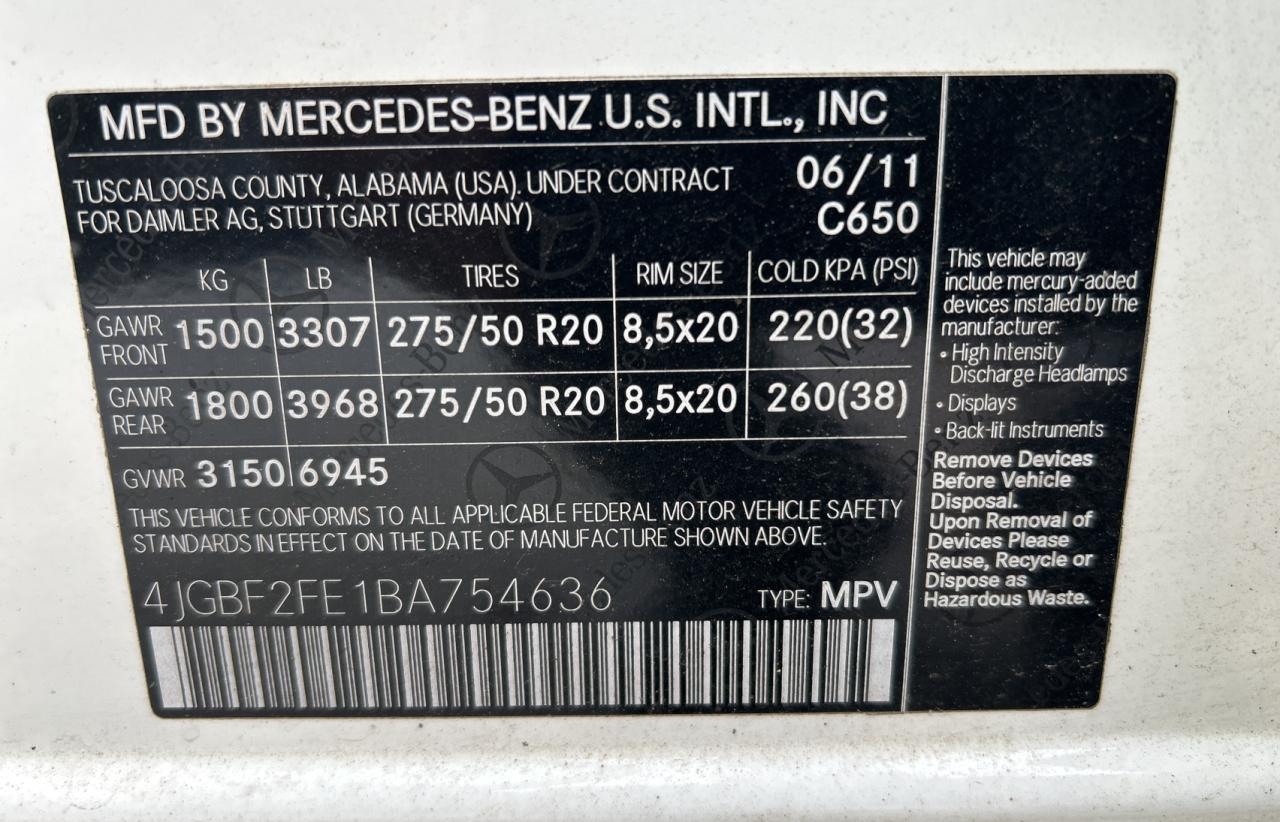 MFD BY MERCEDES-BENZ U.S. INTL., INC
TUSCALOOSA COUNTY, ALABAMA (USA). UNDER CONTRACT
FOR DAIMLER AG, STUTTGART (GERMANY)
06/11
C650
KG LB TIRES RIM SIZE COLD KPA (PSI)
GAWR
FRONT 1500 3307 275/50 R20 8,5x20 220(32)
GAWR
REAR 1800 3968 275/50 R20 8,5x20 260(38)
GVWR 3150 6945
THIS VEHICLE CONFORMS TO ALL APPLICABLE FEDERAL MOTOR VEHICLE SAFETY
STANDARDS IN EFFECT ON THE DATE OF MANUFACTURE SHOWN ABOVE.
4JGBF2FE1BA754636 TYPE: MPV
This vehicle may
include mercury-added
devices installed by the
manufacturer:
• High Intensity
Discharge Headlamps
• Displays
• Back-lit Instruments
Remove Devices
Before Vehicle
Disposal.
Upon Removal of
Devices Please
Reuse, Recycle or
Dispose as
Hazardous Waste.